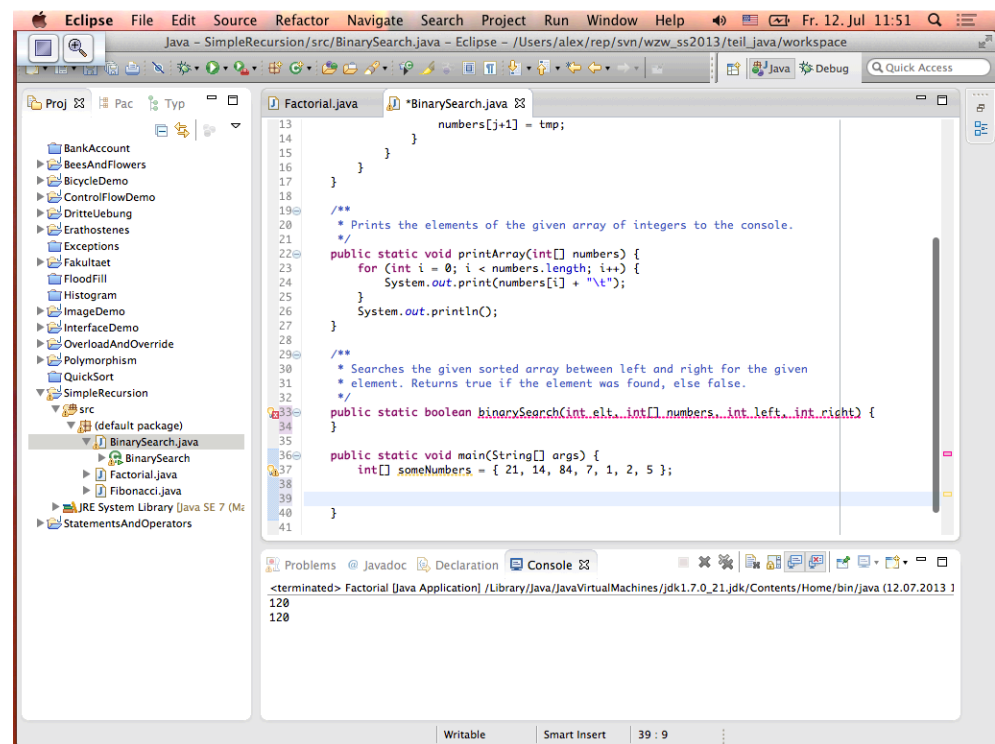 Eclipse File Edit Source Refactor Navigate Search Project Run Window Help Fr. 12. Jul 11:51
Java – SimpleRecursion/src/BinarySearch.java – Eclipse – /Users/alex/rep/svn/wzw_ss2013/teil_java/workspace
Java Debug Quick Access
Proj Pac Typ
BankAccount
BeesAndFlowers
BicycleDemo
ControlFlowDemo
DritteUebung
Erathostenes
Exceptions
Fakultaet
FloodFill
Histogram
ImageDemo
InterfaceDemo
OverloadAndOverride
Polymorphism
QuickSort
SimpleRecursion
src
(default package)
BinarySearch.java
BinarySearch
Factorial.java
Fibonacci.java
JRE System Library [Java SE 7 (Ma
StatementsAndOperators
Factorial.java *BinarySearch.java
13 numbers[j+1] = tmp;
14 }
15 }
16 }
17 }
18
19 /**
20 * Prints the elements of the given array of integers to the console.
21 */
22 public static void printArray(int[] numbers) {
23 for (int i = 0; i < numbers.length; i++) {
24 System.out.print(numbers[i] + "\t");
25 }
26 System.out.println();
27 }
28
29 /**
30 * Searches the given sorted array between left and right for the given
31 * element. Returns true if the element was found, else false.
32 */
33 public static boolean binarySearch(int elt, int[] numbers, int left, int right) {
34 }
35
36 public static void main(String[] args) {
37 int[] someNumbers = { 21, 14, 84, 7, 1, 2, 5 };
38
39
40 }
41
Problems @ Javadoc Declaration Console
<terminated> Factorial [Java Application] /Library/Java/JavaVirtualMachines/jdk1.7.0_21.jdk/Contents/Home/bin/java (12.07.2013 1
120
120
Writable Smart Insert 39 : 9